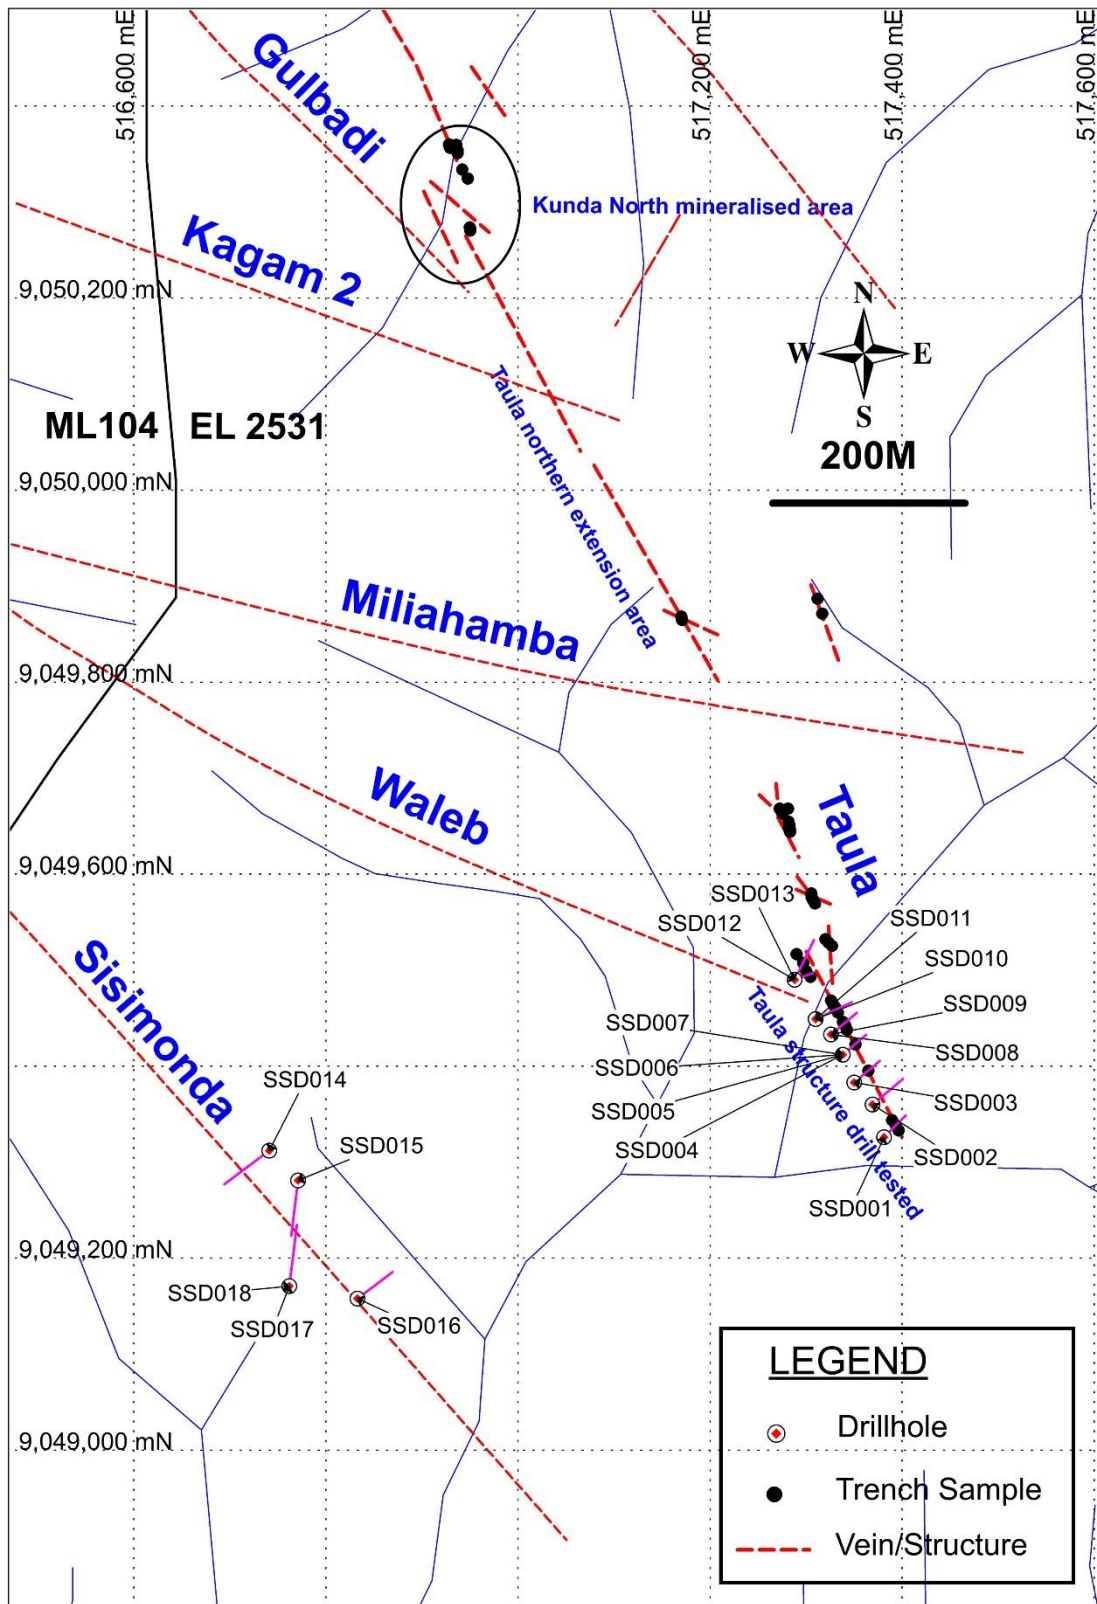 516,600 mE
517,200 mE
517,400 mE
517,600 mE
Gulbadi
Kunda North mineralised area
Kagam 2
9,050,200 mN
N
W
E
S
Taula northern extension area
ML104
EL 2531
200M
9,050,000 mN
Miliahamba
9,049,800 mN
Waleb
Taula
9,049,600 mN
SSD013
SSD012
SSD011
SSD010
SSD009
SSD007
SSD008
SSD006
SSD003
SSD005
SSD004
SSD002
SSD001
Taula structure drill tested
Sisimonda
SSD014
SSD015
9,049,200 mN
SSD018
SSD017
SSD016
9,049,000 mN
LEGEND
Drillhole
Trench Sample
Vein/Structure